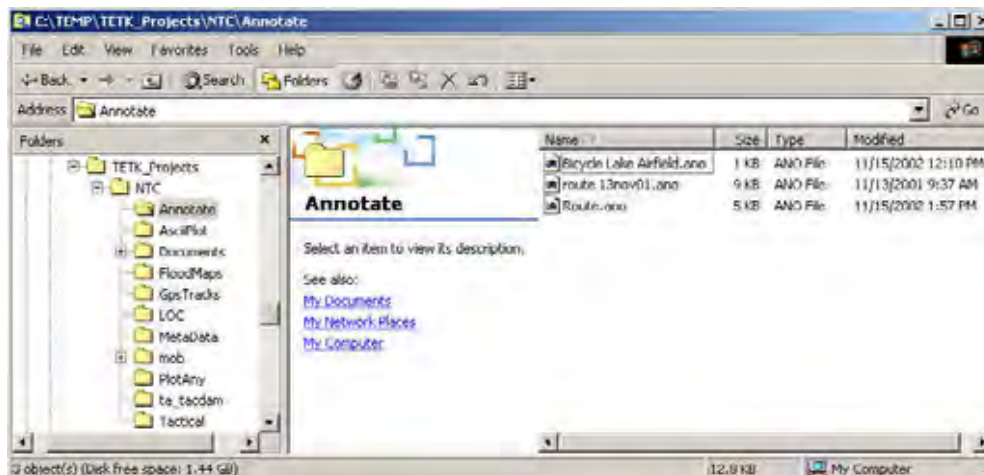 C:\TEMP\TETK_Projects\NTC\Annotate
File Edit View Favorites Tools Help
Back Search Folders
Address Annotate Go
Folders
TETK_Projects
NTC
Annotate
AsciiPlot
Documents
FloodMaps
GpsTracks
LOC
MetaData
mob
PlotAny
ta_tacdam
Tactical
Annotate
Select an item to view its description.
See also:
My Documents
My Network Places
My Computer
Name Size Type Modified
Bicycle Lake Airfield.ano 1 KB ANO File 11/15/2002 12:10 PM
route 13nov01.ano 9 KB ANO File 11/13/2001 9:37 AM
Route.ano 5 KB ANO File 11/15/2002 1:57 PM
object(s) (Disk free space: 1.44 GB) 12.8 KB My Computer